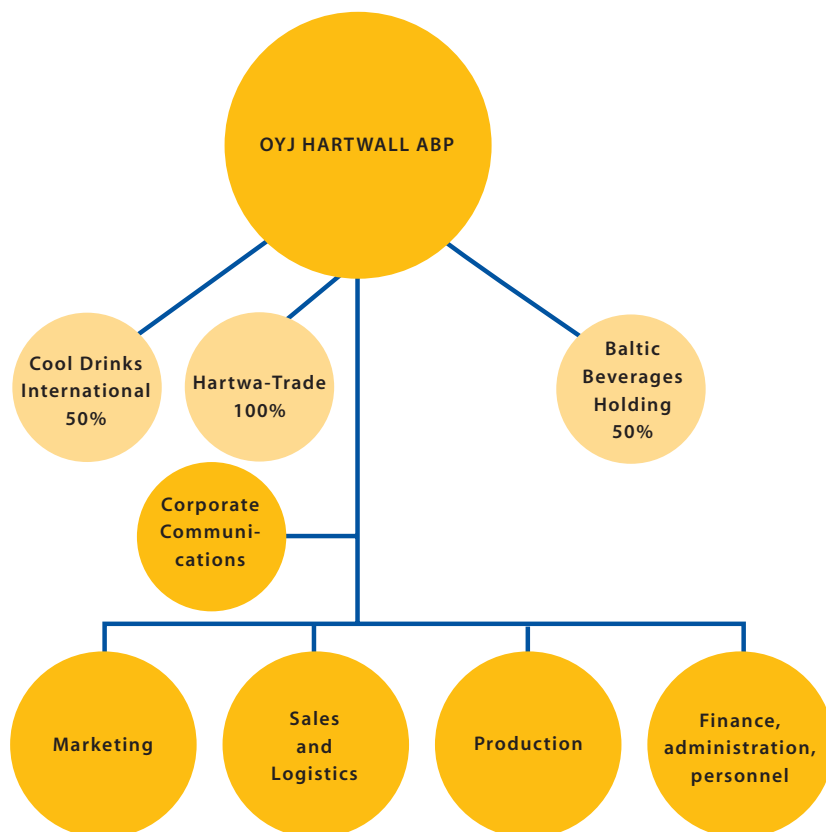 OYJ HARTWALL ABP
Cool Drinks
International
50%
Hartwa-Trade
100%
Baltic
Beverages
Holding
50%
Corporate
Communi-
cations
Marketing
Sales
and
Logistics
Production
Finance,
administration,
personnel